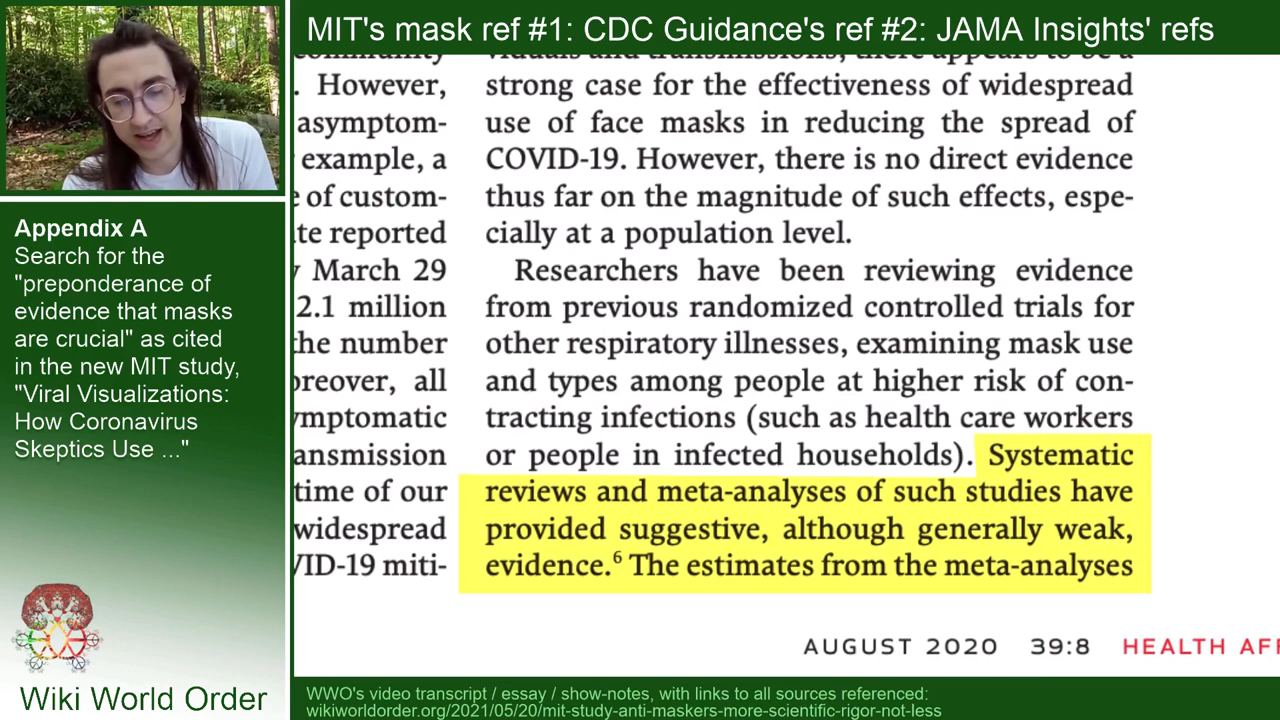 MIT's mask ref #1: CDC Guidance's ref #2: JAMA Insights' refs
Appendix A
Search for the
"preponderance of
evidence that masks
are crucial" as cited
in the new MIT study,
"Viral Visualizations:
How Coronavirus
Skeptics Use ..."
Wiki World Order
. However,
asymptom-
example, a
of custom-
te reported
March 29
2.1 million
the number
oreover, all
ymptomatic
ansmission
time of our
widespread
VID-19 miti-
strong case for the effectiveness of widespread
use of face masks in reducing the spread of
COVID-19. However, there is no direct evidence
thus far on the magnitude of such effects, espe-
cially at a population level.
Researchers have been reviewing evidence
from previous randomized controlled trials for
other respiratory illnesses, examining mask use
and types among people at higher risk of con-
tracting infections (such as health care workers
or people in infected households). Systematic
reviews and meta-analyses of such studies have
provided suggestive, although generally weak,
evidence.6 The estimates from the meta-analyses
AUGUST 2020 39:8 HEALTH AFF
WWO's video transcript / essay / show-notes, with links to all sources referenced:
wikiworldorder.org/2021/05/20/mit-study-anti-maskers-more-scientific-rigor-not-less